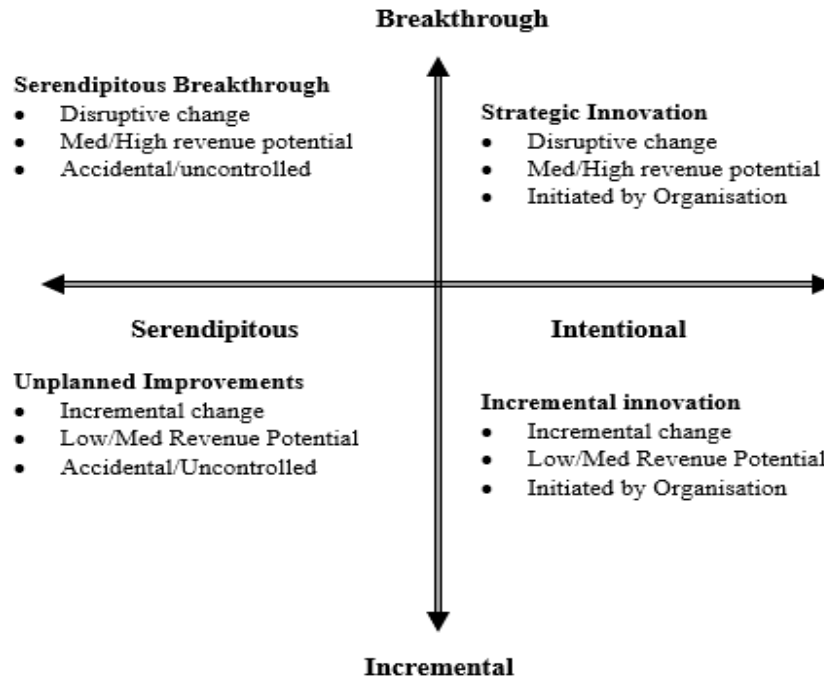 Breakthrough
Serendipitous Breakthrough
• Disruptive change
• Med/High revenue potential
• Accidental/uncontrolled
Strategic Innovation
• Disruptive change
• Med/High revenue potential
• Initiated by Organisation
Serendipitous
Intentional
Unplanned Improvements
• Incremental change
• Low/Med Revenue Potential
• Accidental/Uncontrolled
Incremental innovation
• Incremental change
• Low/Med Revenue Potential
• Initiated by Organisation
Incremental